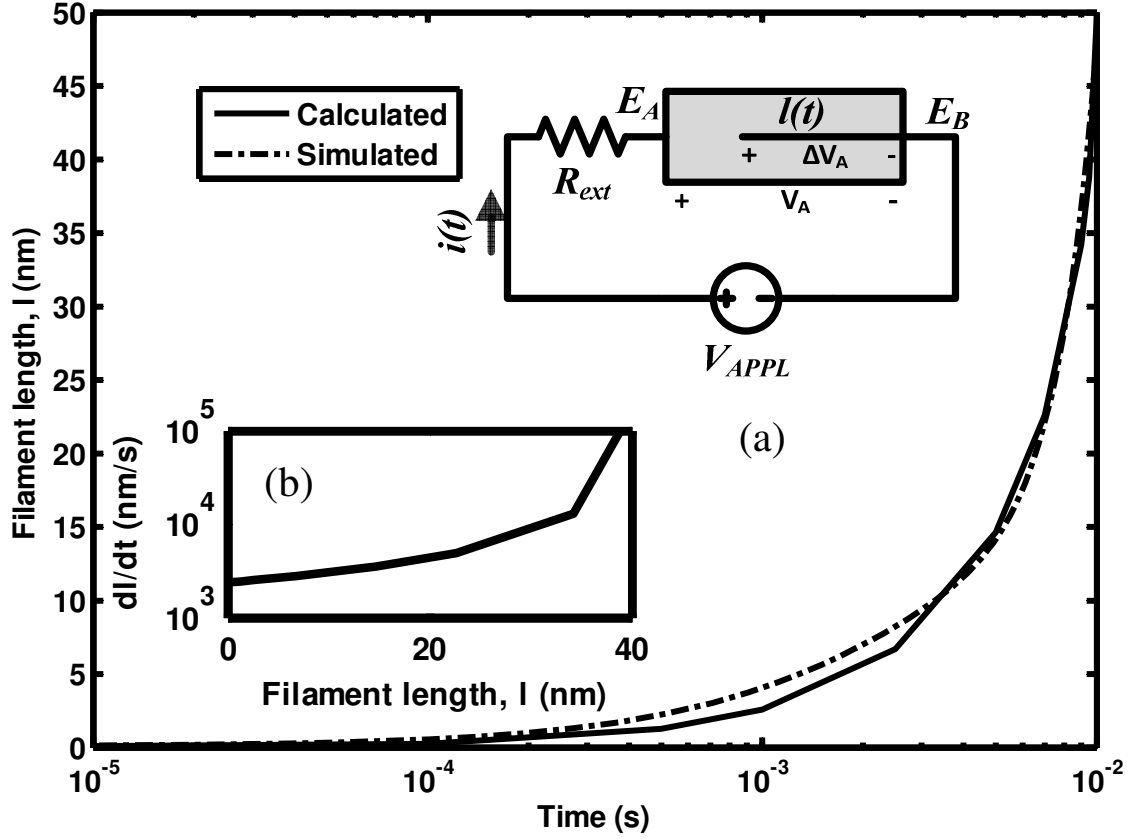 50
45
40
35
30
25
20
15
10
5
0
Filament length, l (nm)
Calculated
Simulated
E_A
l(t)
E_B
+ ΔV_A -
+ V_A -
R_ext
i(t)
+ -
V_APPL
(a)
(b)
10^5
10^4
10^3
dl/dt (nm/s)
0 20 40
Filament length, l (nm)
10^-5 10^-4 10^-3 10^-2
Time (s)